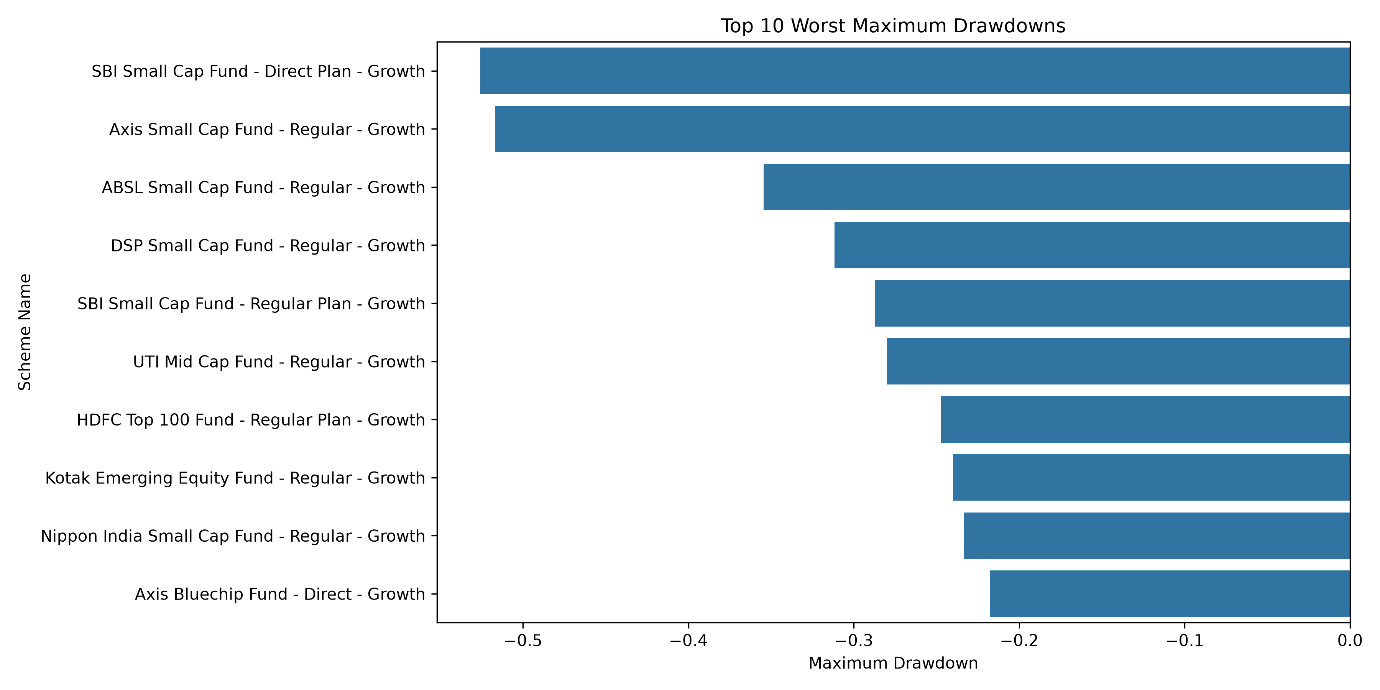 Top 10 Worst Maximum Drawdowns
Scheme Name
SBI Small Cap Fund - Direct Plan - Growth
Axis Small Cap Fund - Regular - Growth
ABSL Small Cap Fund - Regular - Growth
DSP Small Cap Fund - Regular - Growth
SBI Small Cap Fund - Regular Plan - Growth
UTI Mid Cap Fund - Regular - Growth
HDFC Top 100 Fund - Regular Plan - Growth
Kotak Emerging Equity Fund - Regular - Growth
Nippon India Small Cap Fund - Regular - Growth
Axis Bluechip Fund - Direct - Growth
−0.5 −0.4 −0.3 −0.2 −0.1 0.0
Maximum Drawdown